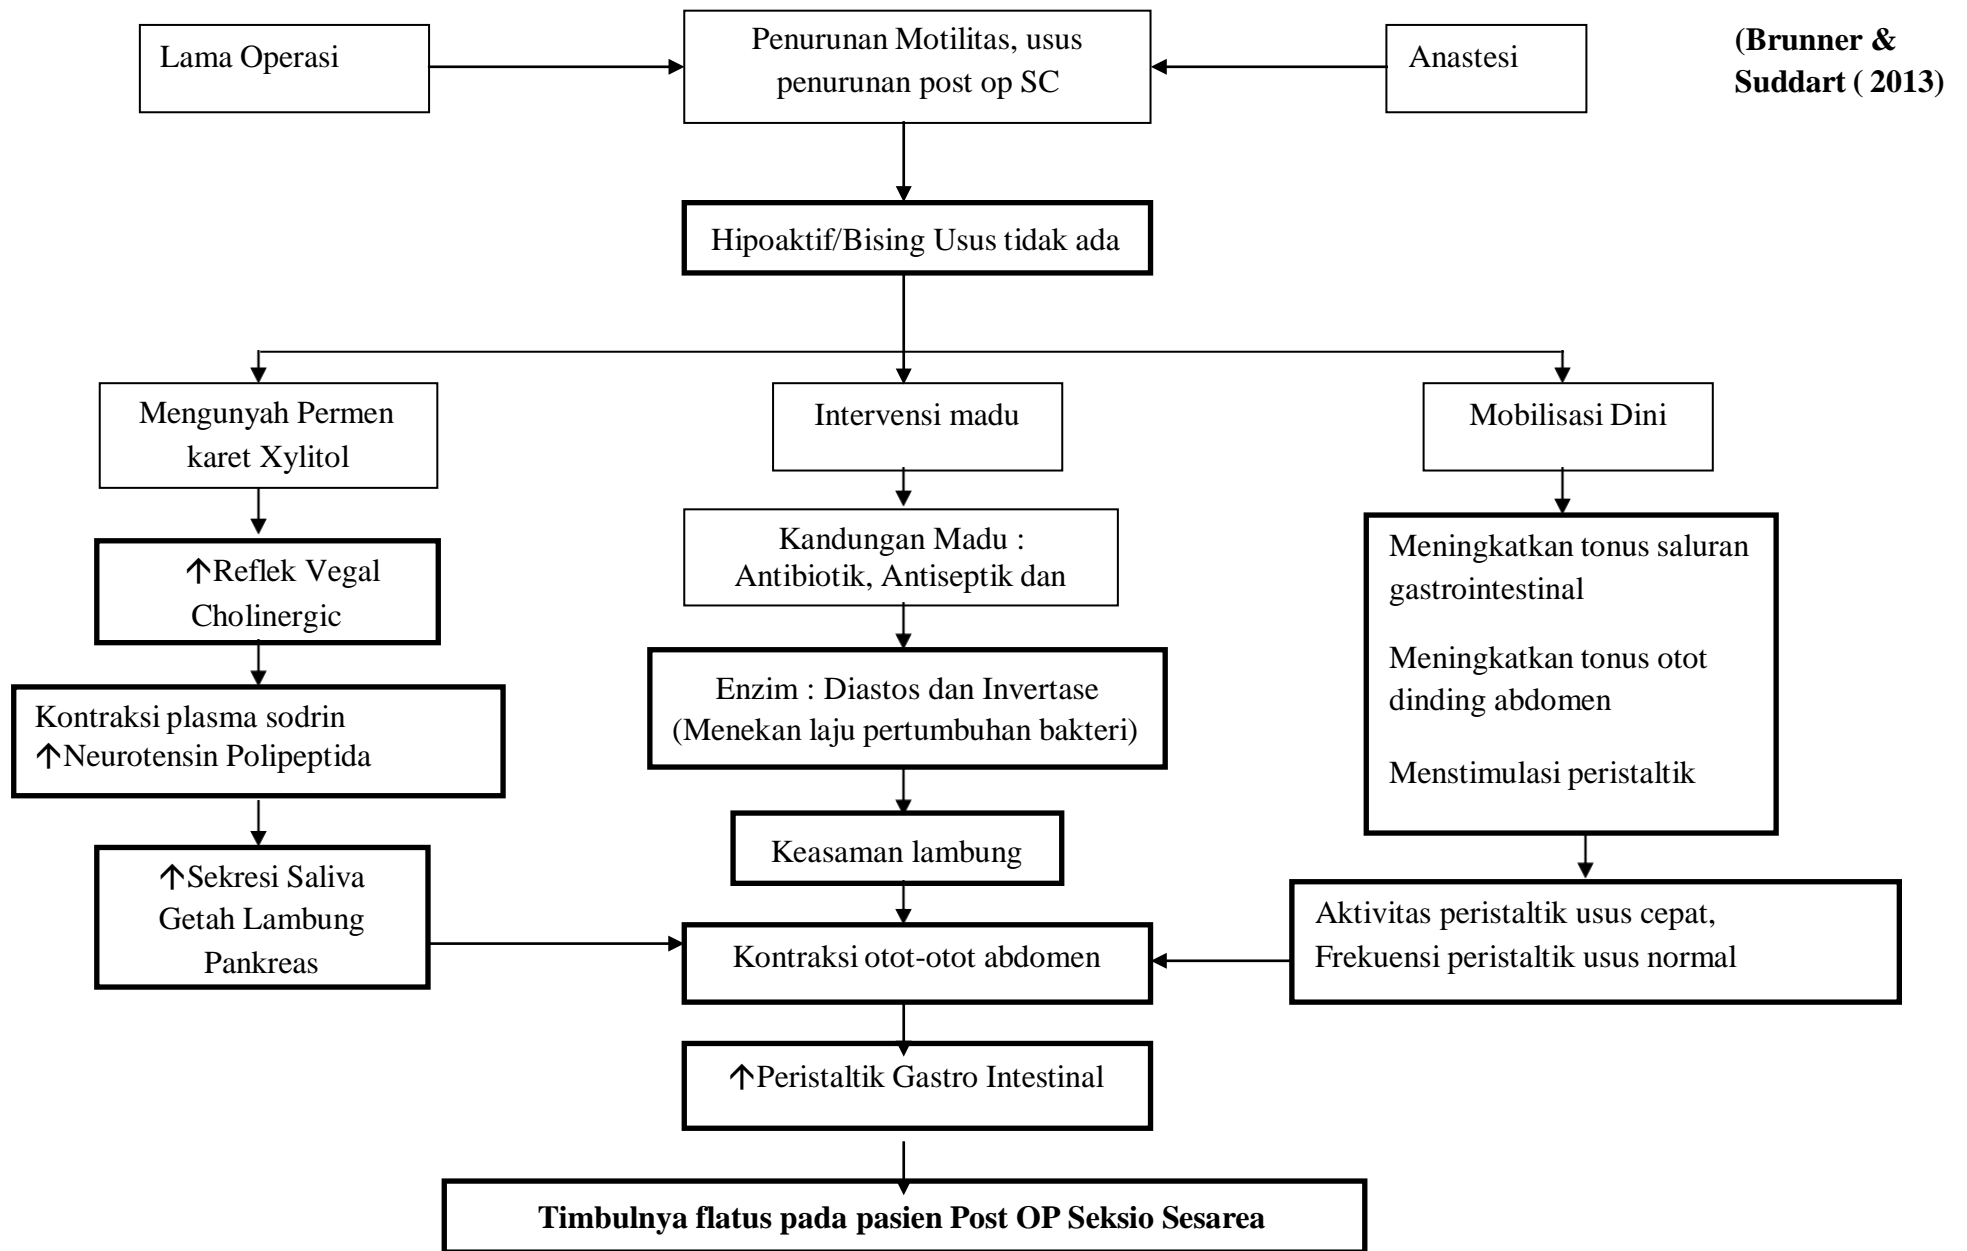 Lama Operasi
Penurunan Motilitas, usus
penurunan post op SC
Anastesi
(Brunner &
Suddart ( 2013)
Hipoaktif/Bising Usus tidak ada
Mengunyah Permen
karet Xylitol
Intervensi madu
Mobilisasi Dini
↑Reflek Vegal
Cholinergic
Kandungan Madu :
Antibiotik, Antiseptik dan
Meningkatkan tonus saluran
gastrointestinal
Meningkatkan tonus otot
dinding abdomen
Menstimulasi peristaltik
Kontraksi plasma sodrin
↑Neurotensin Polipeptida
Enzim : Diastos dan Invertase
(Menekan laju pertumbuhan bakteri)
↑Sekresi Saliva
Getah Lambung
Pankreas
Keasaman lambung
Aktivitas peristaltik usus cepat,
Frekuensi peristaltik usus normal
Kontraksi otot-otot abdomen
↑Peristaltik Gastro Intestinal
Timbulnya flatus pada pasien Post OP Seksio Sesarea